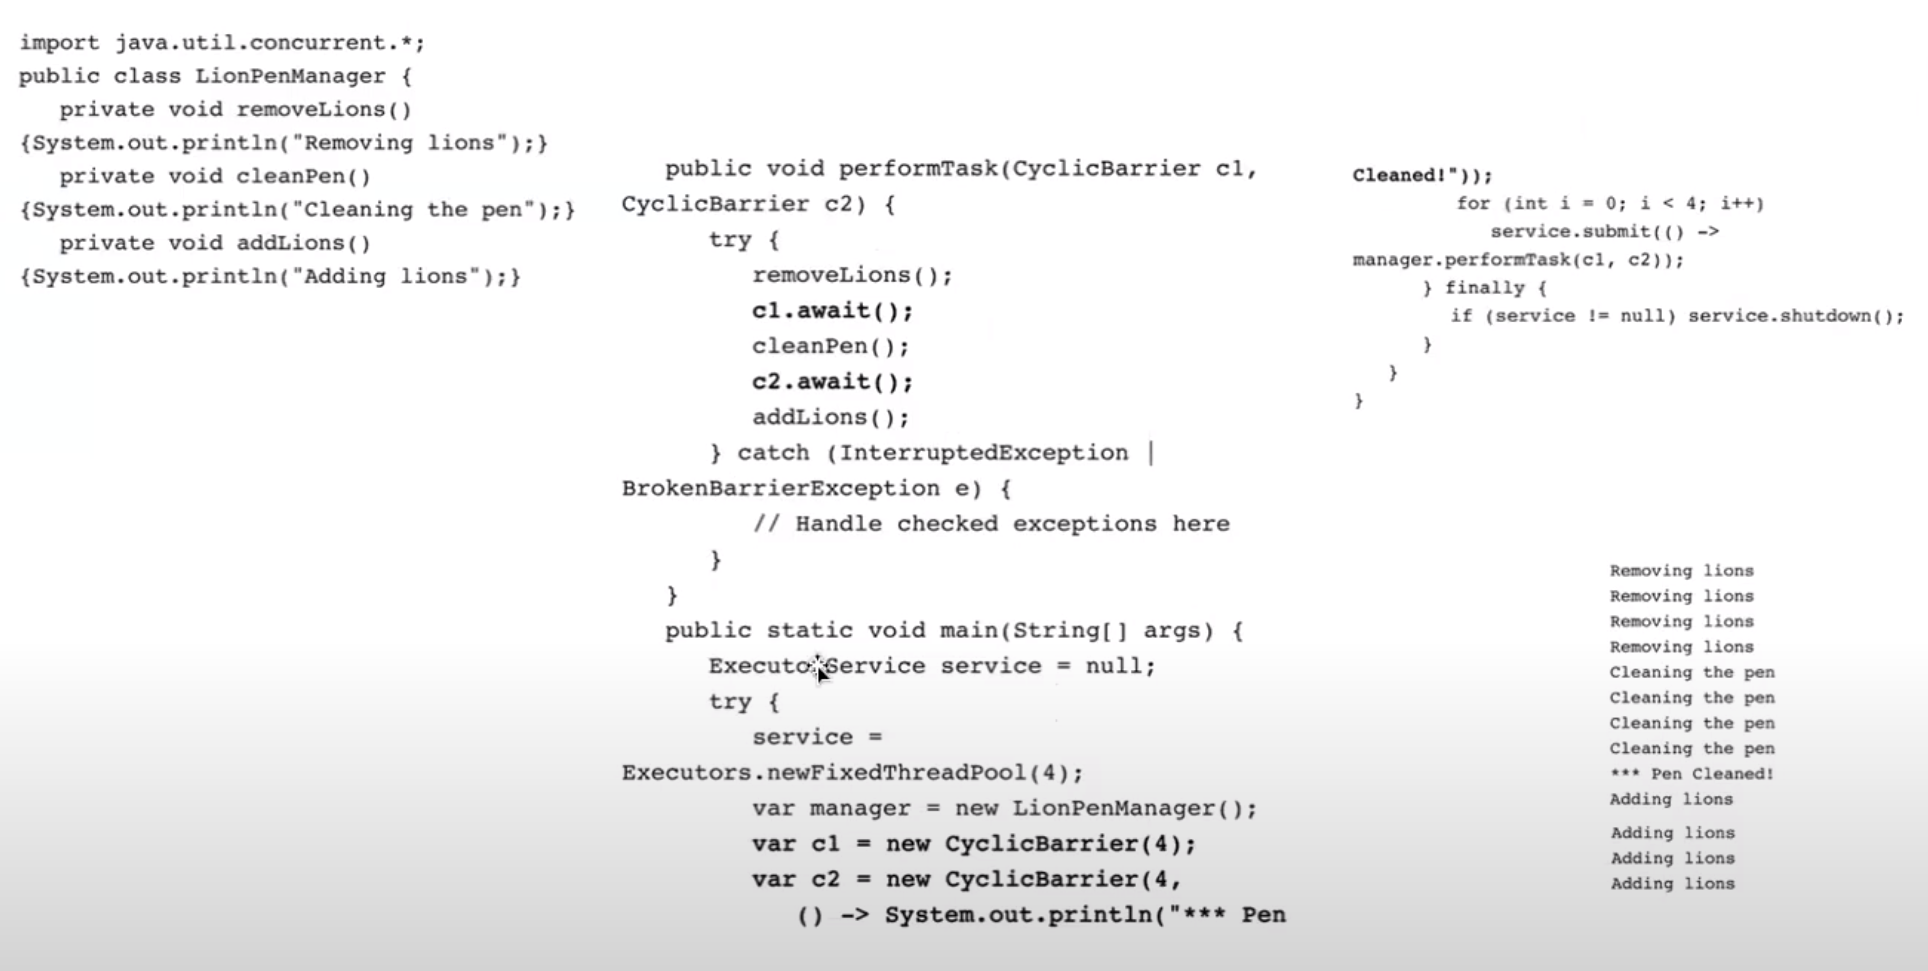 import java.util.concurrent.*;
public class LionPenManager {
private void removeLions()
{System.out.println("Removing lions");}
private void cleanPen()
{System.out.println("Cleaning the pen");}
private void addLions()
{System.out.println("Adding lions");}
public void performTask(CyclicBarrier c1,
CyclicBarrier c2) {
try {
removeLions();
c1.await();
cleanPen();
c2.await();
addLions();
} catch (InterruptedException |
BrokenBarrierException e) {
// Handle checked exceptions here
}
}
public static void main(String[] args) {
ExecutorService service = null;
try {
service =
Executors.newFixedThreadPool(4);
var manager = new LionPenManager();
var c1 = new CyclicBarrier(4);
var c2 = new CyclicBarrier(4,
() -> System.out.println("*** Pen
Cleaned!"));
for (int i = 0; i < 4; i++)
service.submit(() ->
manager.performTask(c1, c2));
} finally {
if (service != null) service.shutdown();
}
}
}
Removing lions
Removing lions
Removing lions
Removing lions
Cleaning the pen
Cleaning the pen
Cleaning the pen
Cleaning the pen
*** Pen Cleaned!
Adding lions
Adding lions
Adding lions
Adding lions